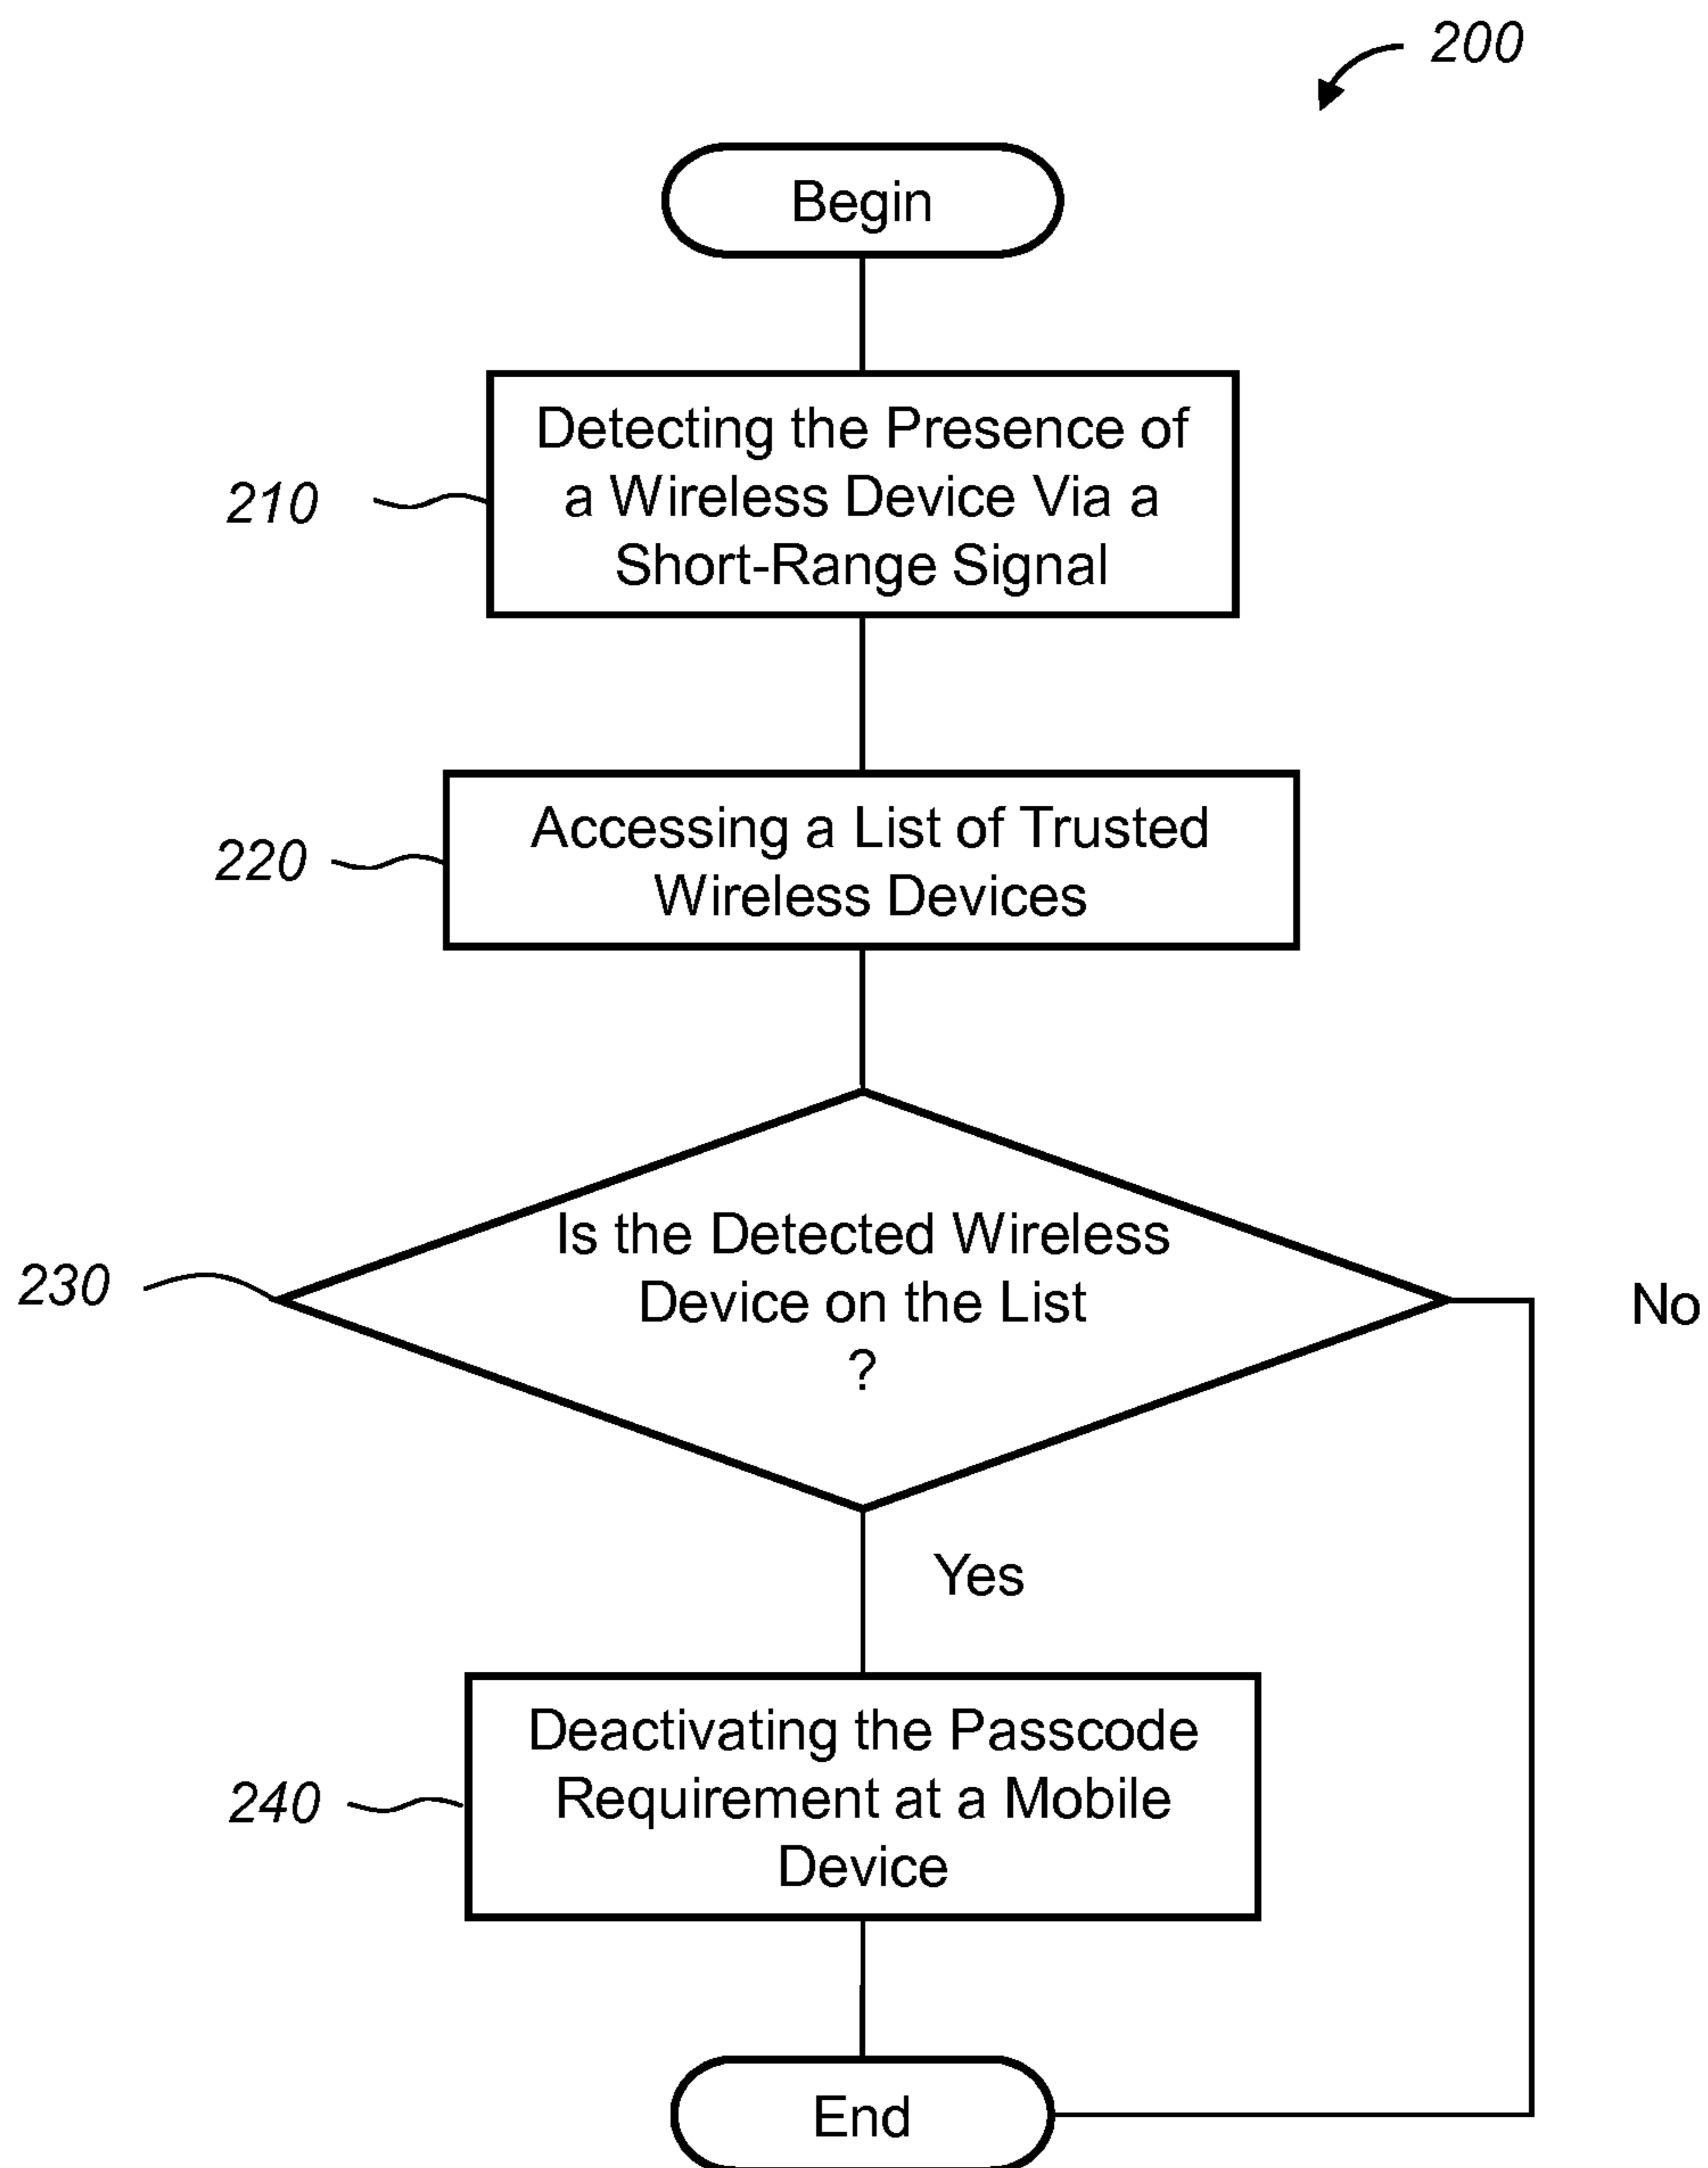 200
Begin
210
Detecting the Presence of
a Wireless Device Via a
Short-Range Signal
220
Accessing a List of Trusted
Wireless Devices
230
Is the Detected Wireless
Device on the List
?
No
Yes
240
Deactivating the Passcode
Requirement at a Mobile
Device
End